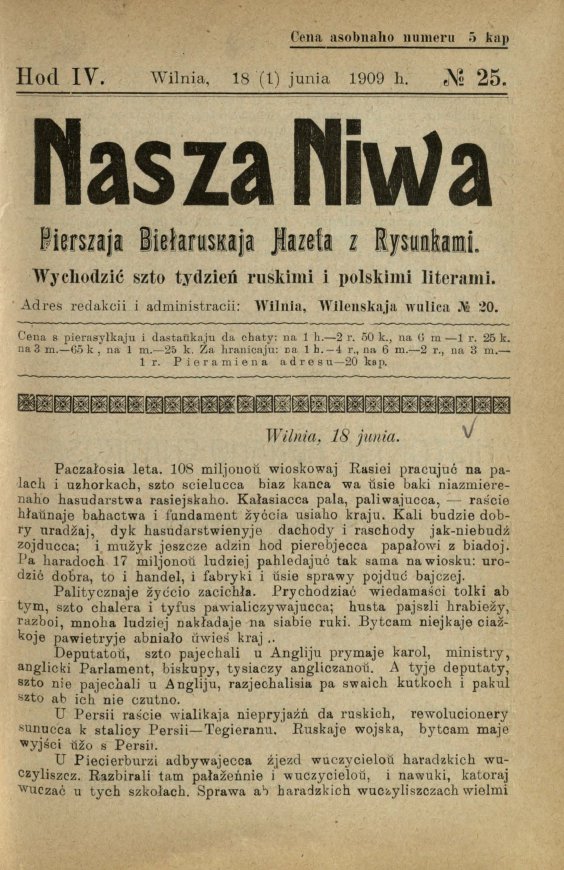 Cena asobnaho numeru 5 kap
Hod IV. Wilnia, 18 (1) junia 1909 h. № 25.
Nasza Niwa
Pierszaja Biełaruskaja Hazeta z Rysunkami.
Wychodzić szto tydzień ruskimi i polskimi literami.
Adres redakcii i administracii: Wilnia, Wilenskaja wulica № 20.
Cena s pierasyłkaju i dastaŭkaju da chaty: na 1 h.—2 r. 50 k., na 6 m—1 r. 25 k.
na 3 m.—65 k, na 1 m.—25 k. Za hranicaju: na 1 h.—4 r., na 6 m.—2 r., na 3 m.—
1 r. Pieramiena adresu—20 kap.
Wilnia, 18 junia.
Paczałosia leta. 108 miljonoŭ wioskowaj Rasiei pracujuć na pa-
lach i uzhorkach, szto scielucca biaz kanca wa ŭsie baki niazmiere-
naho hasudarstwa rasiejskaho. Kałasiacca pala, paliwajucca, — raście
hłaŭnaje bahactwa i fundament żyćcia usiaho kraju. Kali budzie dob-
ry uradżaj, dyk hasudarstwienyje dachody i raschody jak-niebudź
zojducca; i mużyk jeszcze adzin hod pierebjecca papałowi z biadoj.
Pa haradoch 17 miljonoŭ ludziej pahledajuć tak sama na wiosku: uro-
dzić dobra, to i handel, i fabryki i ŭsie sprawy pojduć bajczej.
Palitycznaje żyćcio zacichła. Prychodziać wiedamaści tolki ab
tym, szto chalera i tyfus pawialiczywajucca; husta pajszli hrabieży,
razboi, mnoha ludziej nakładaje na siabie ruki. Bytcam niejkaje ciaż-
koje pawietryje abniało ŭwieś kraj ..
Deputatoŭ, szto pajechali u Angliju prymaje karol, ministry,
anglicki Parlament, biskupy, tysiaczy angliczanoŭ. A tyje deputaty,
szto nie pajechali u Angliju, razjechalisia pa swaich kutkoch i pakul
szto ab ich nie czutno.
U Persii raście wialikaja niepryjaźń da ruskich, rewolucionery
sunucca k stalicy Persii—Tegieranu. Ruskaje wojska, bytcam maje
wyjści ŭżo s Persii.
U Piecierburzi adbywajecca źjezd wuczycieloŭ haradzkich wu-
czyliszcz. Razbirali tam pałażeńnie i wuczycieloŭ, i nawuki, katoraj
wuczać u tych szkołach. Sprawa ab haradzkich wuczyliszczach wielmi